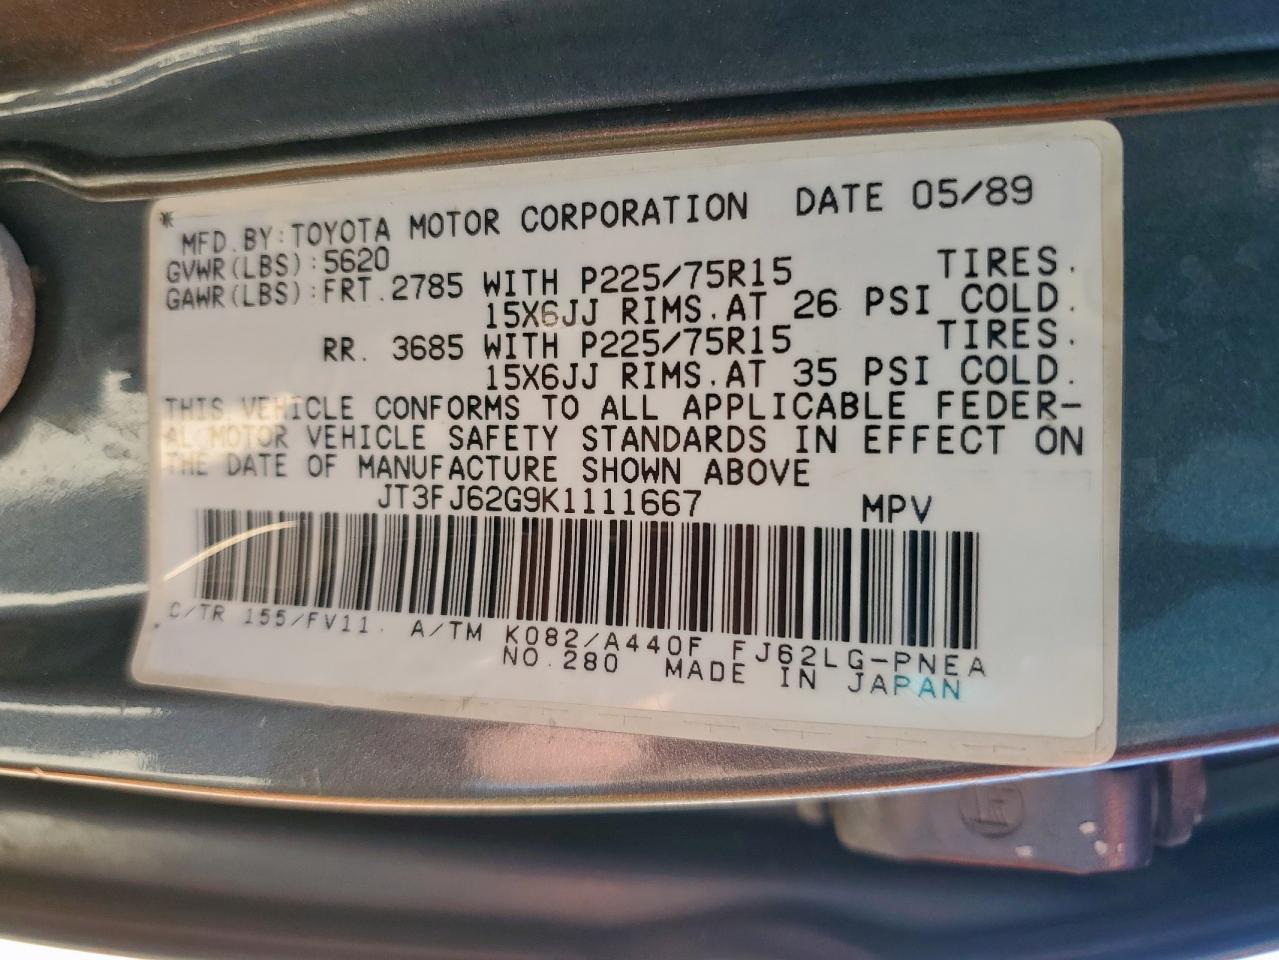 * MFD.BY:TOYOTA MOTOR CORPORATION DATE 05/89
GVWR(LBS):5620
GAWR(LBS):FRT.2785 WITH P225/75R15 TIRES.
15X6JJ RIMS.AT 26 PSI COLD.
RR. 3685 WITH P225/75R15 TIRES.
15X6JJ RIMS.AT 35 PSI COLD.
THIS VEHICLE CONFORMS TO ALL APPLICABLE FEDER-
AL MOTOR VEHICLE SAFETY STANDARDS IN EFFECT ON
THE DATE OF MANUFACTURE SHOWN ABOVE
JT3FJ62G9K1111667 MPV
C/TR 155/FV11. A/TM K082/A440F FJ62LG-PNEA
NO.280 MADE IN JAPAN